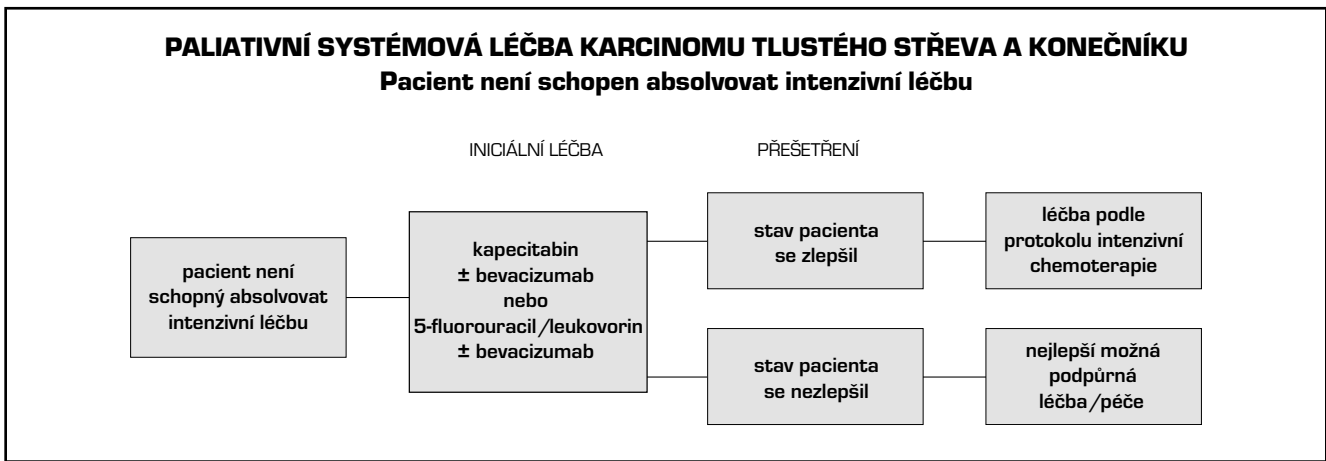 PALIATIVNÍ SYSTÉMOVÁ LÉČBA KARCINOMU TLUSTÉHO STŘEVA A KONEČNÍKU
Pacient není schopen absolvovat intenzivní léčbu
INICIÁLNÍ LÉČBA
PŘEŠETŘENÍ
pacient není
schopný absolvovat
intenzivní léčbu
kapecitabin
± bevacizumab
nebo
5-fluorouracil/leukovorin
± bevacizumab
stav pacienta
se zlepšil
léčba podle
protokolu intenzivní
chemoterapie
stav pacienta
se nezlepšil
nejlepší možná
podpůrná
léčba/péče